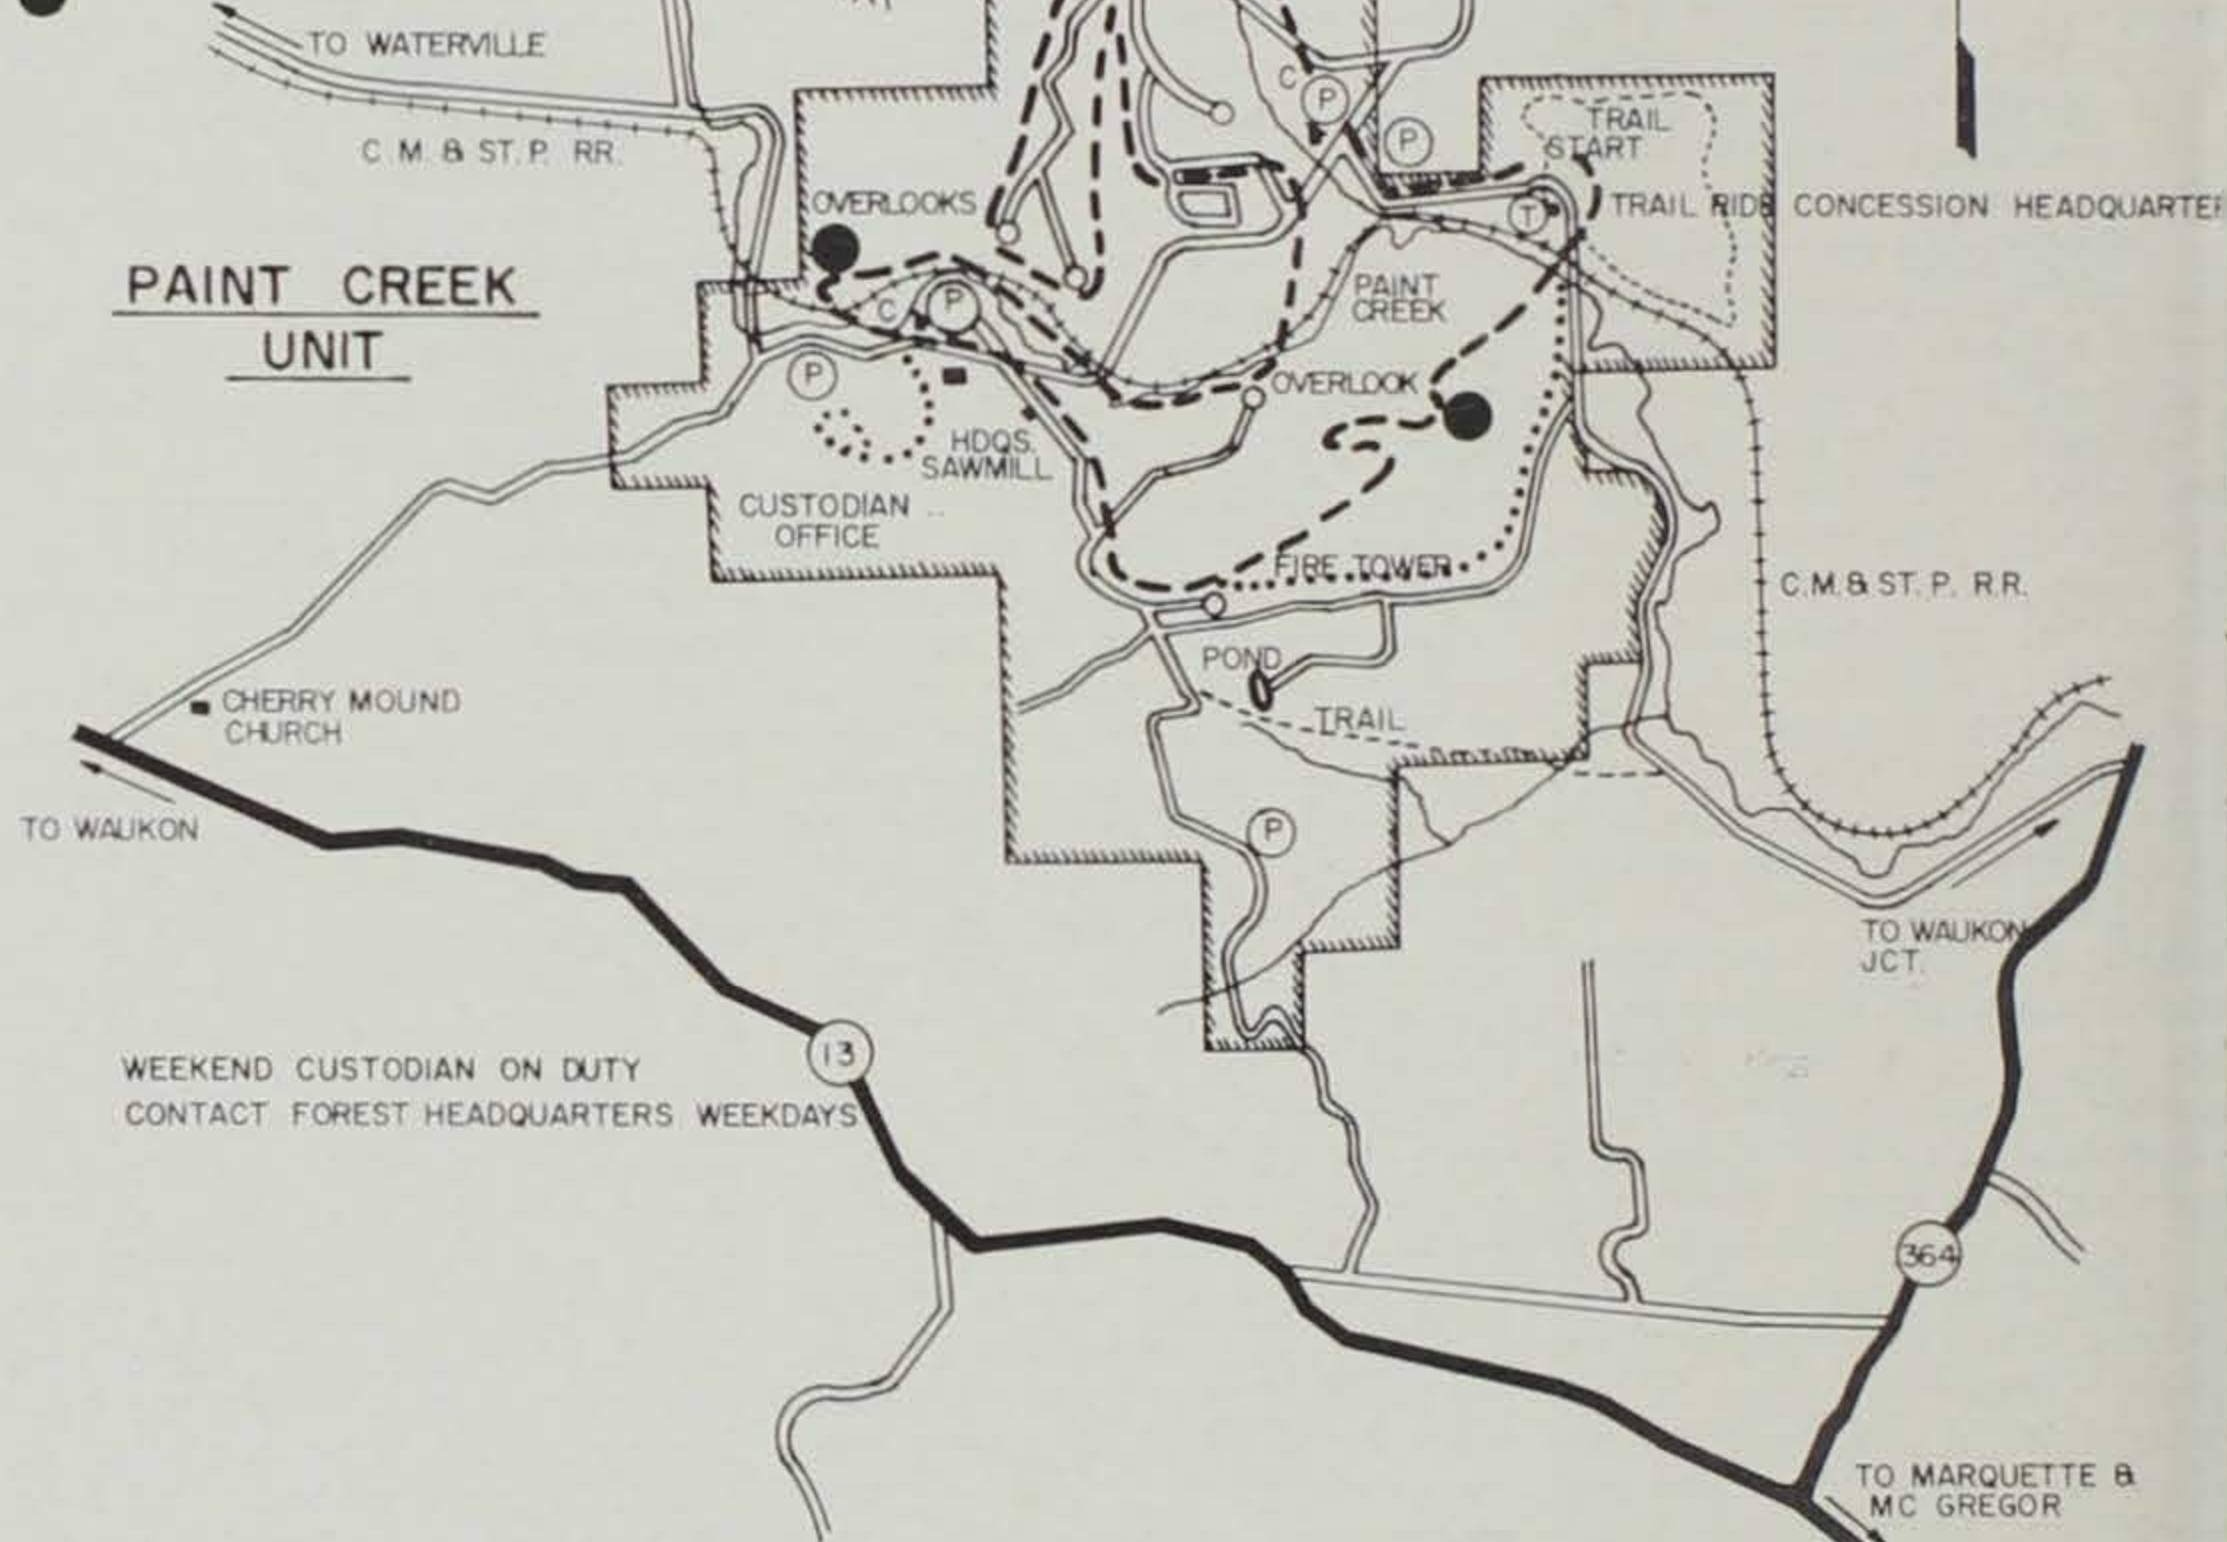 TO WATERVILLE
C
P
P
TRAIL
START
C. M. & ST. P. RR.
OVERLOOKS
T
TRAIL RIDE CONCESSION HEADQUARTER
PAINT CREEK
UNIT
PAINT
CREEK
C
P
P
OVERLOOK
HDQS.
SAWMILL
CUSTODIAN
OFFICE
FIRE TOWER
C.M.& ST. P. R.R.
POND
CHERRY MOUND
CHURCH
TRAIL
TO WAUKON
P
TO WAUKON
JCT.
13
WEEKEND CUSTODIAN ON DUTY
CONTACT FOREST HEADQUARTERS WEEKDAYS
364
TO MARQUETTE &
MC GREGOR